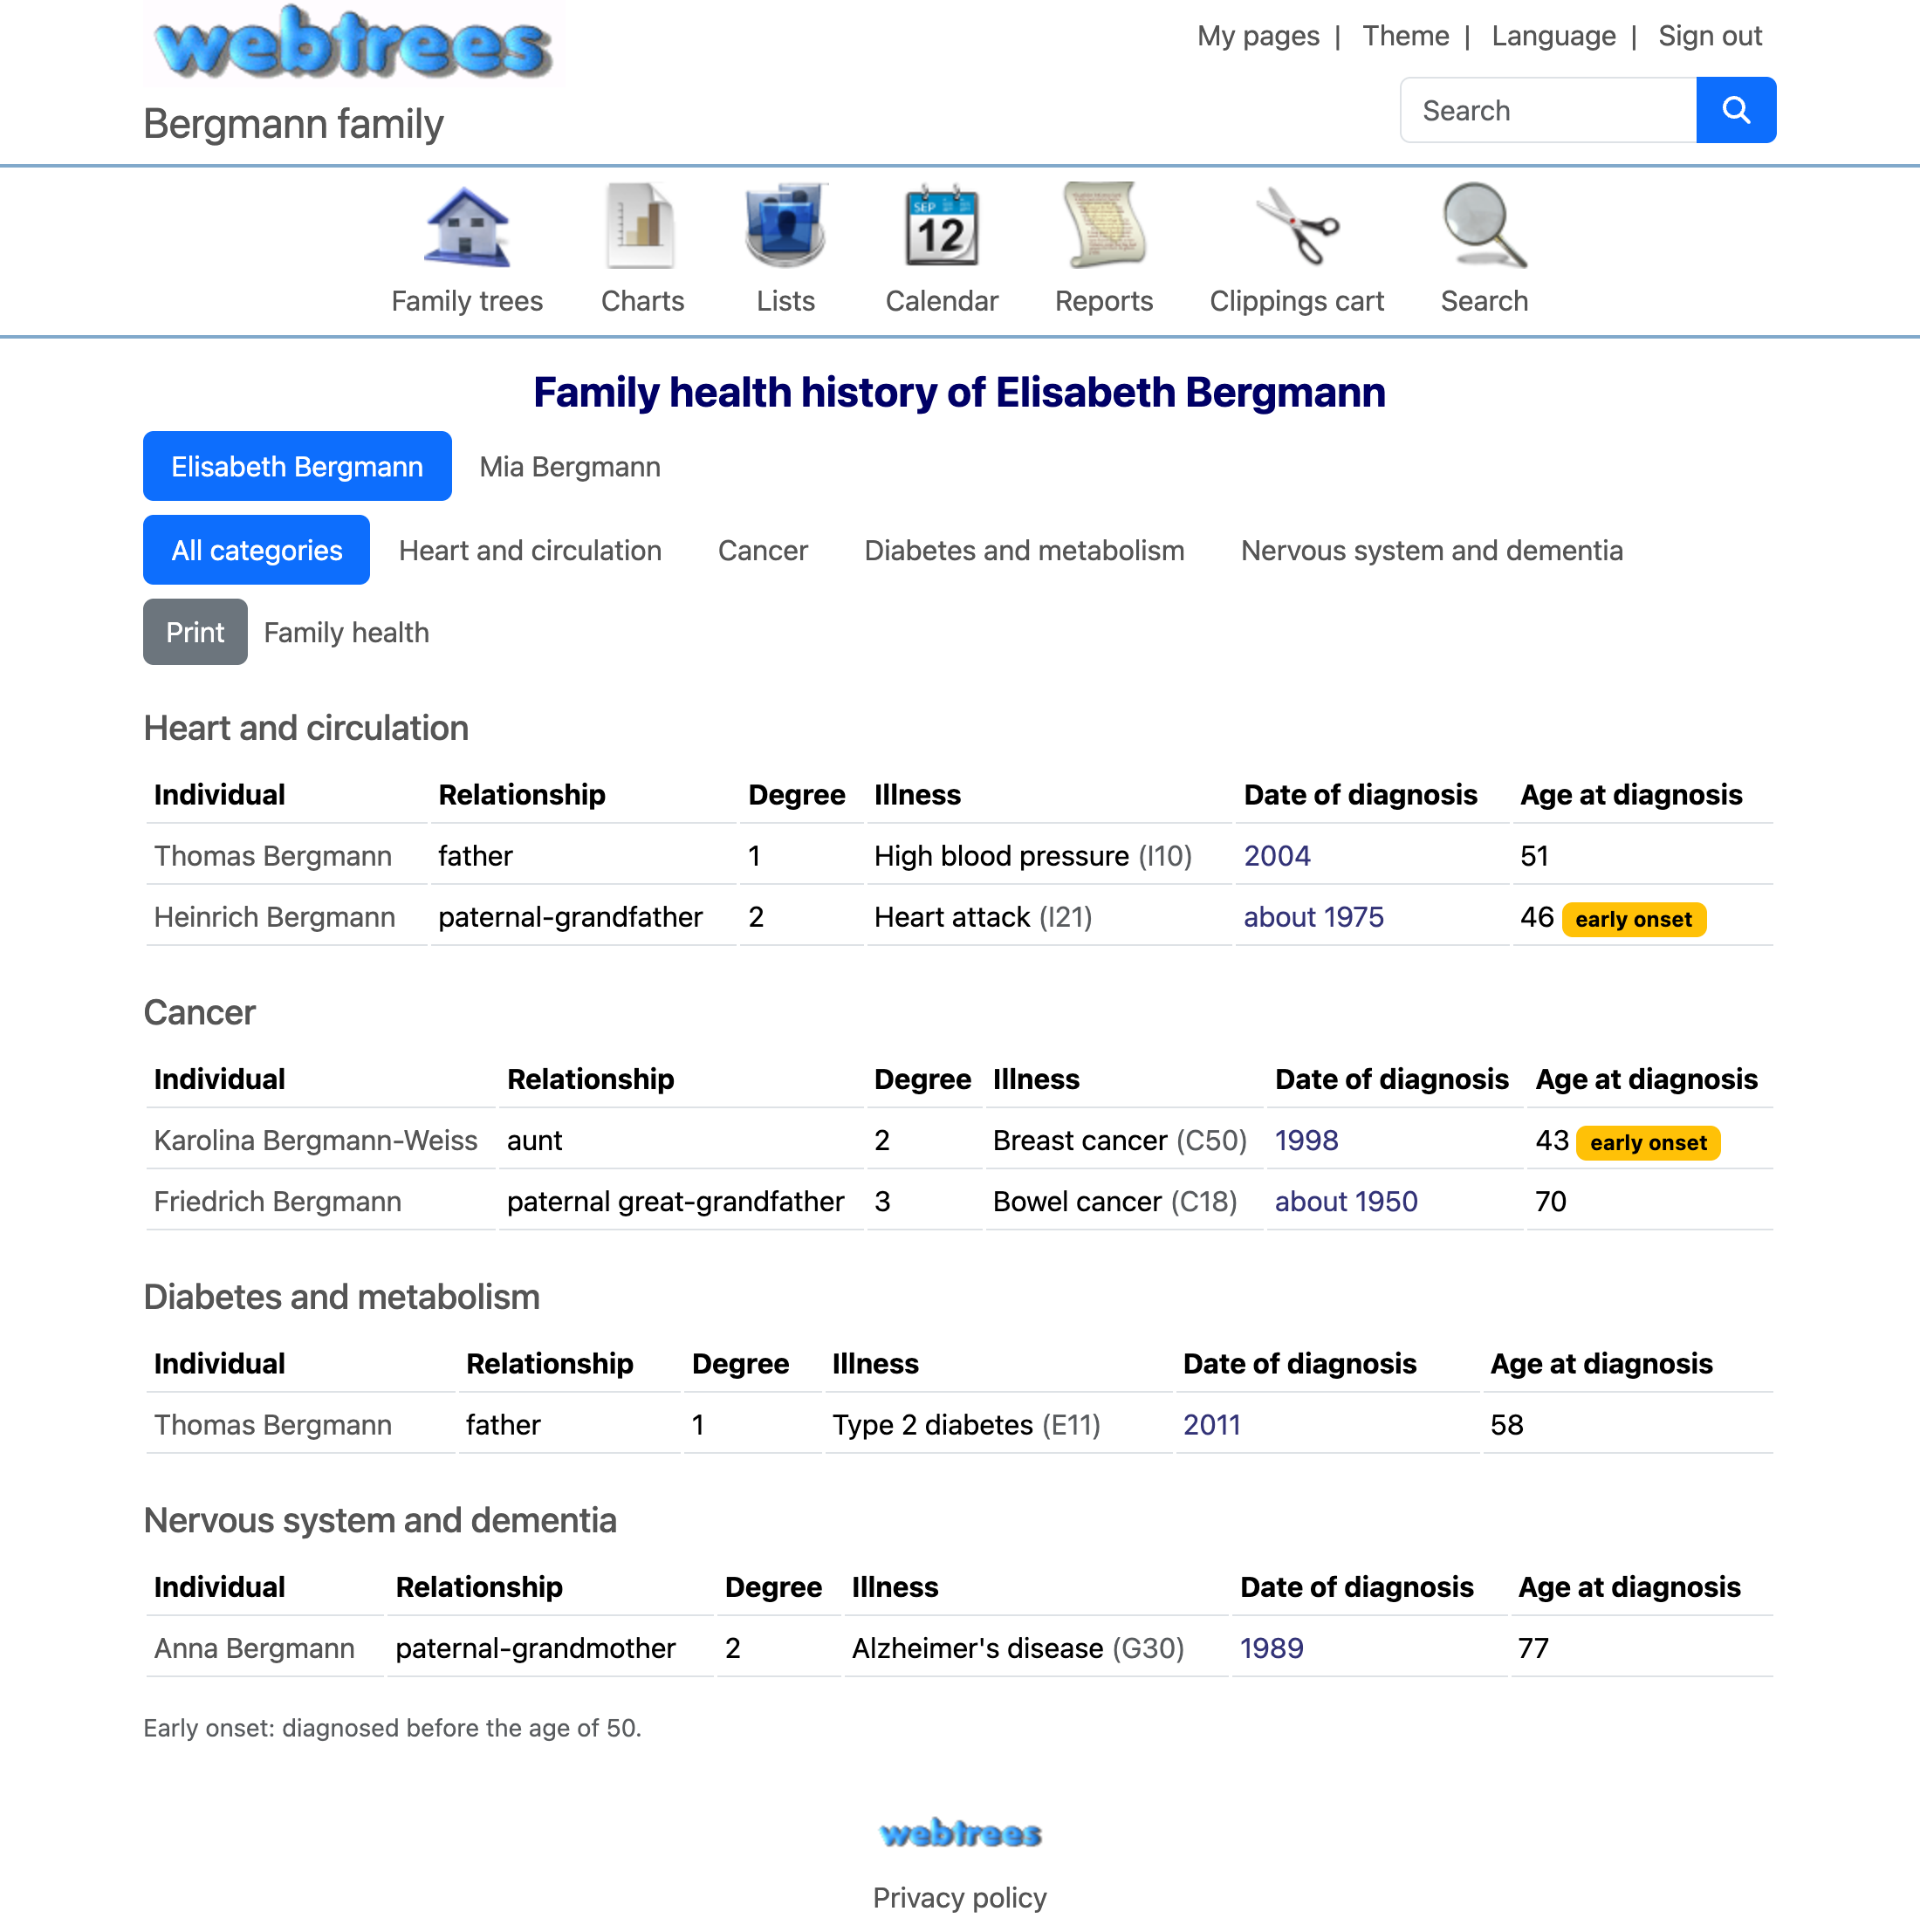 webtrees
My pages | Theme | Language | Sign out
Search
Bergmann family
SEP
12
Family trees Charts Lists Calendar Reports Clippings cart Search
Family health history of Elisabeth Bergmann
Elisabeth Bergmann Mia Bergmann
All categories Heart and circulation Cancer Diabetes and metabolism Nervous system and dementia
Print Family health
Heart and circulation
Individual Relationship Degree Illness Date of diagnosis Age at diagnosis
Thomas Bergmann father 1 High blood pressure (I10) 2004 51
Heinrich Bergmann paternal-grandfather 2 Heart attack (I21) about 1975 46 early onset
Cancer
Individual Relationship Degree Illness Date of diagnosis Age at diagnosis
Karolina Bergmann-Weiss aunt 2 Breast cancer (C50) 1998 43 early onset
Friedrich Bergmann paternal great-grandfather 3 Bowel cancer (C18) about 1950 70
Diabetes and metabolism
Individual Relationship Degree Illness Date of diagnosis Age at diagnosis
Thomas Bergmann father 1 Type 2 diabetes (E11) 2011 58
Nervous system and dementia
Individual Relationship Degree Illness Date of diagnosis Age at diagnosis
Anna Bergmann paternal-grandmother 2 Alzheimer's disease (G30) 1989 77
Early onset: diagnosed before the age of 50.
webtrees
Privacy policy